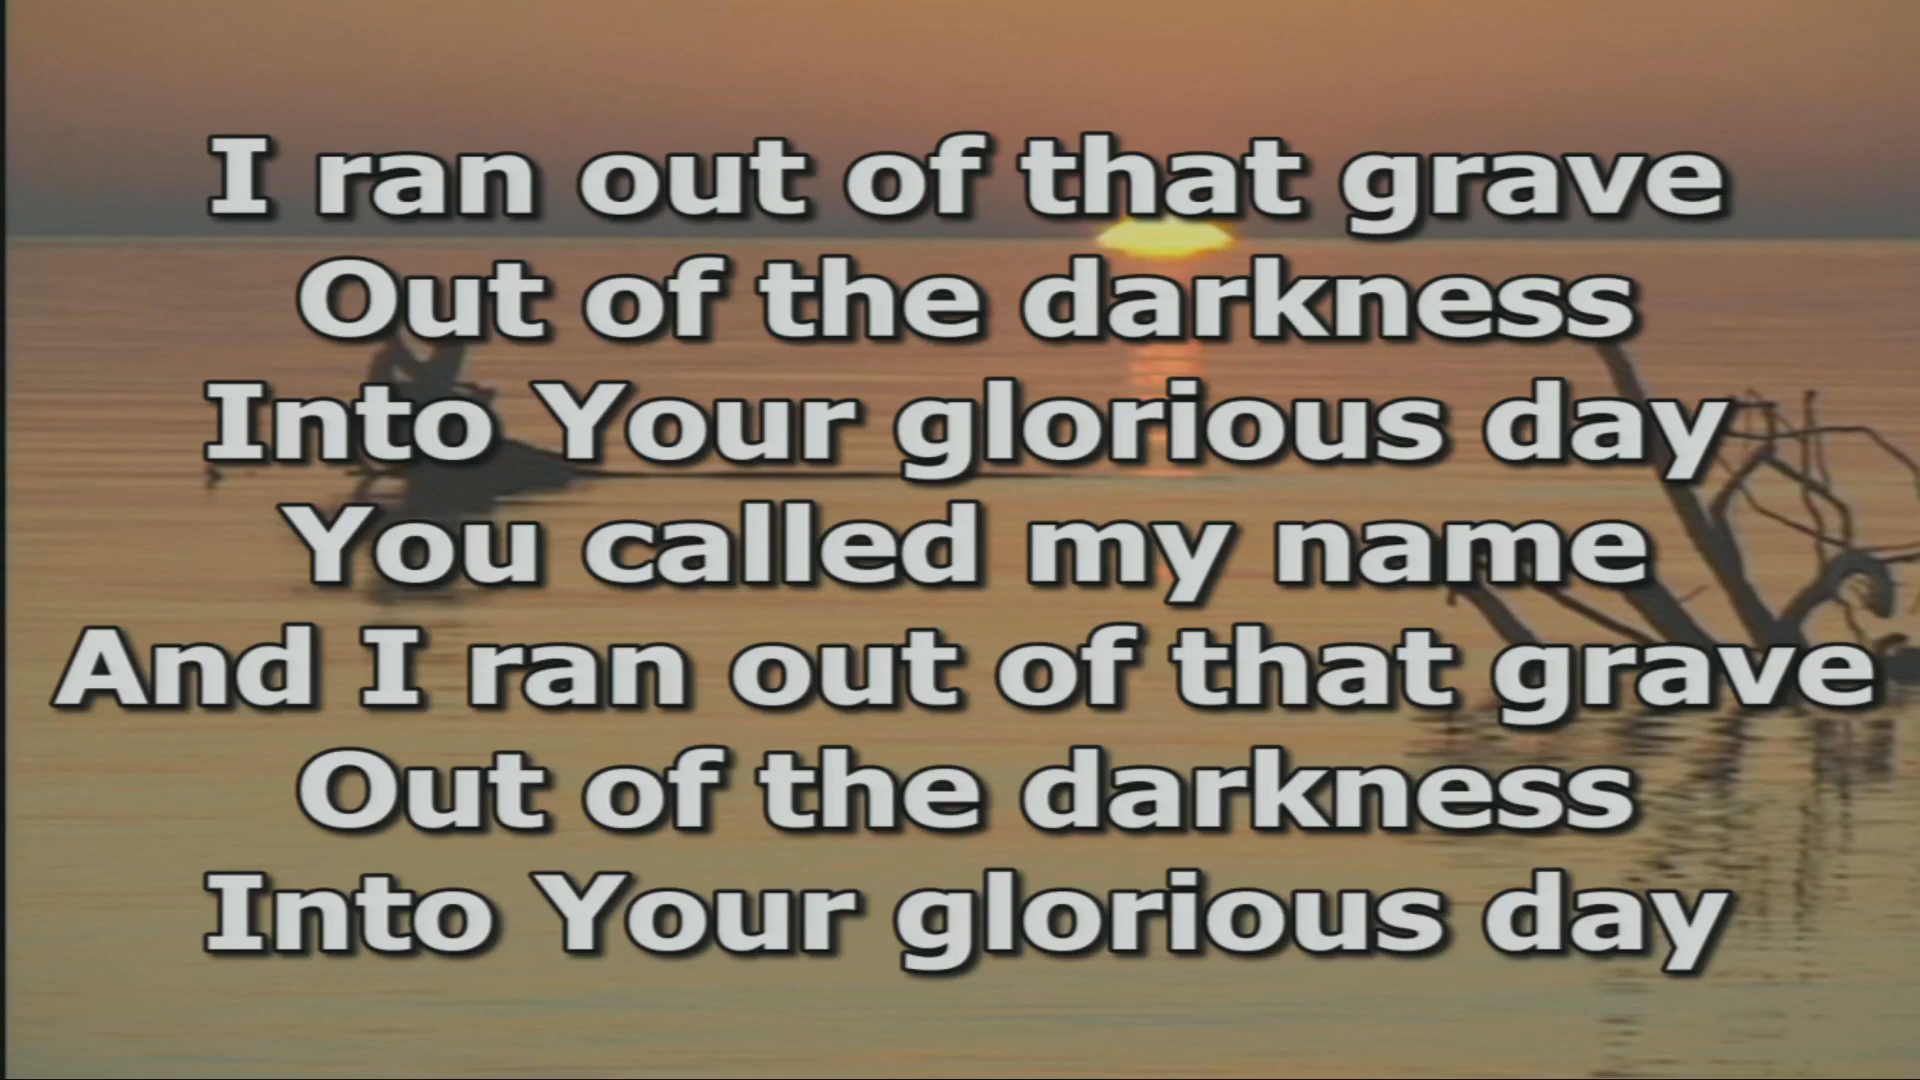 I ran out of that grave
Out of the darkness
Into Your glorious day
You called my name
And I ran out of that grave
Out of the darkness
Into Your glorious day